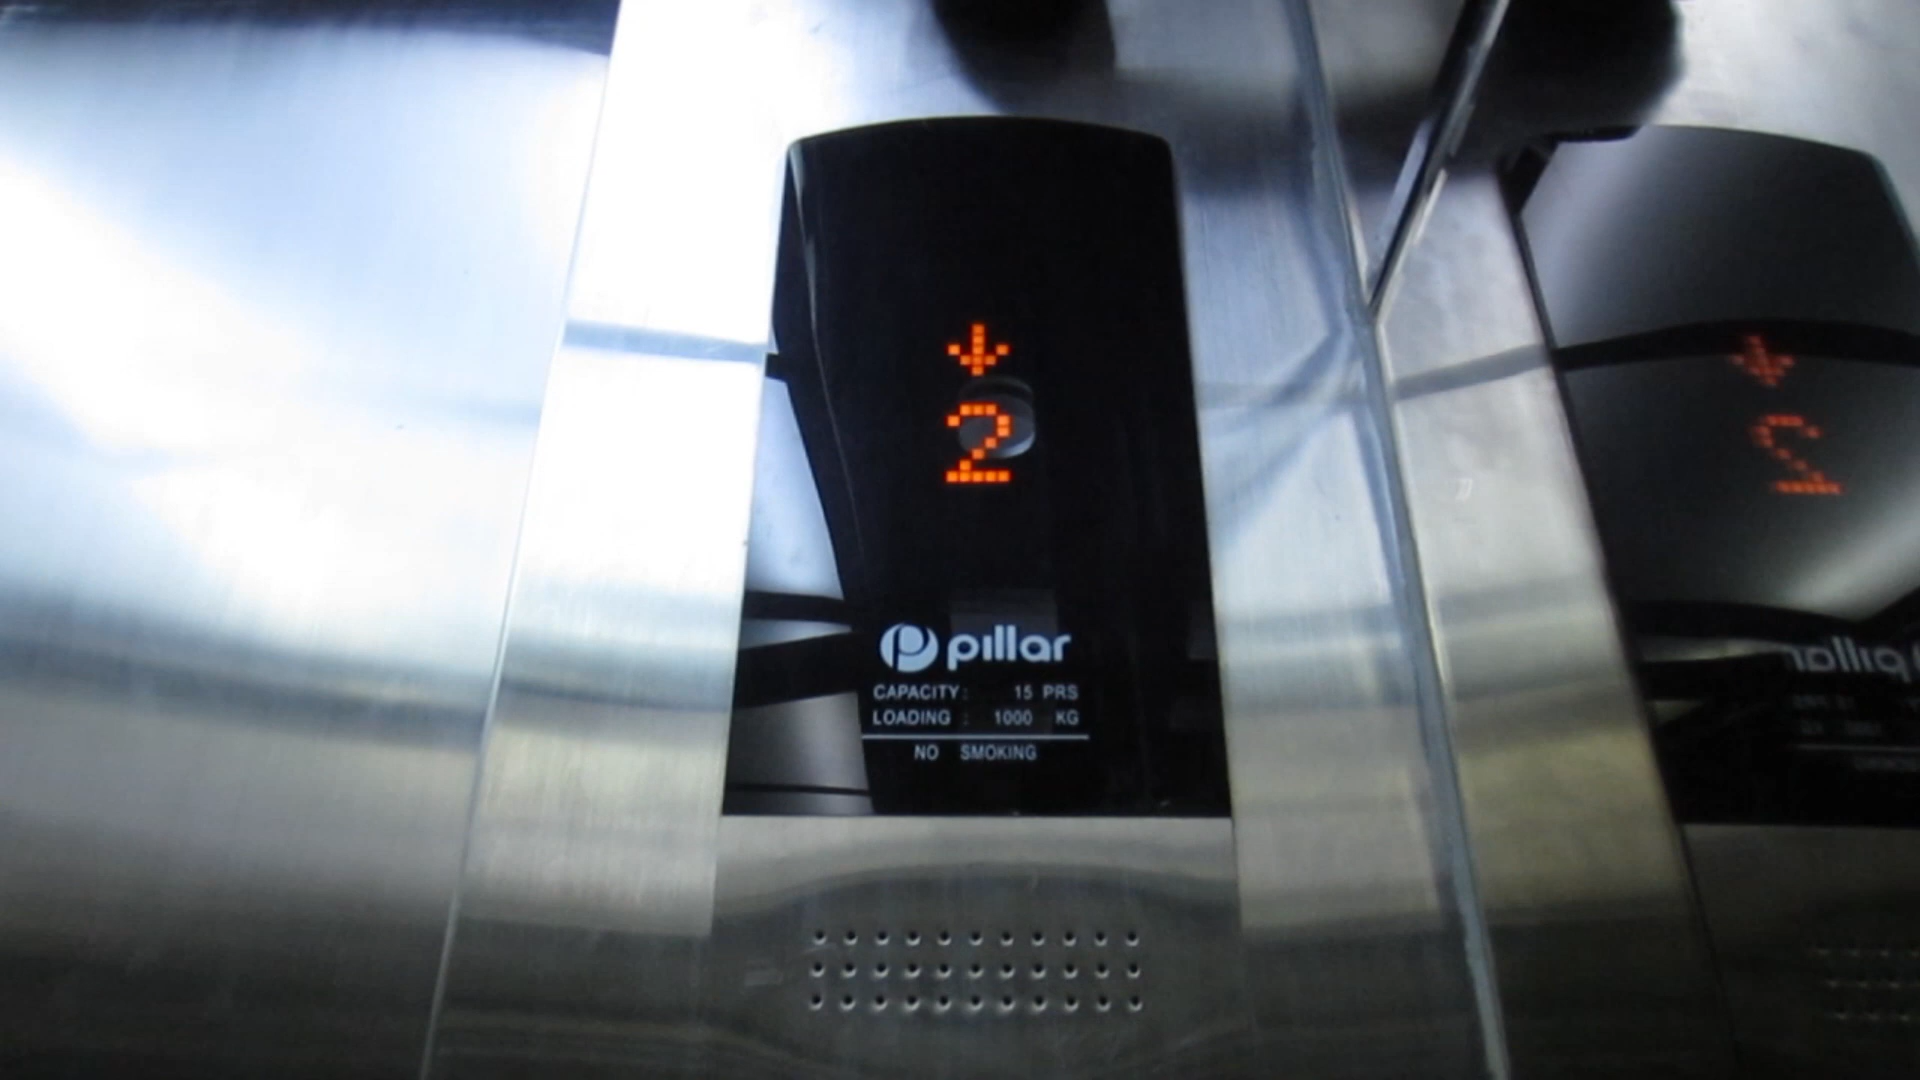 ↓
2
pillar
CAPACITY: 15 PRS
LOADING : 1000 KG
NO SMOKING